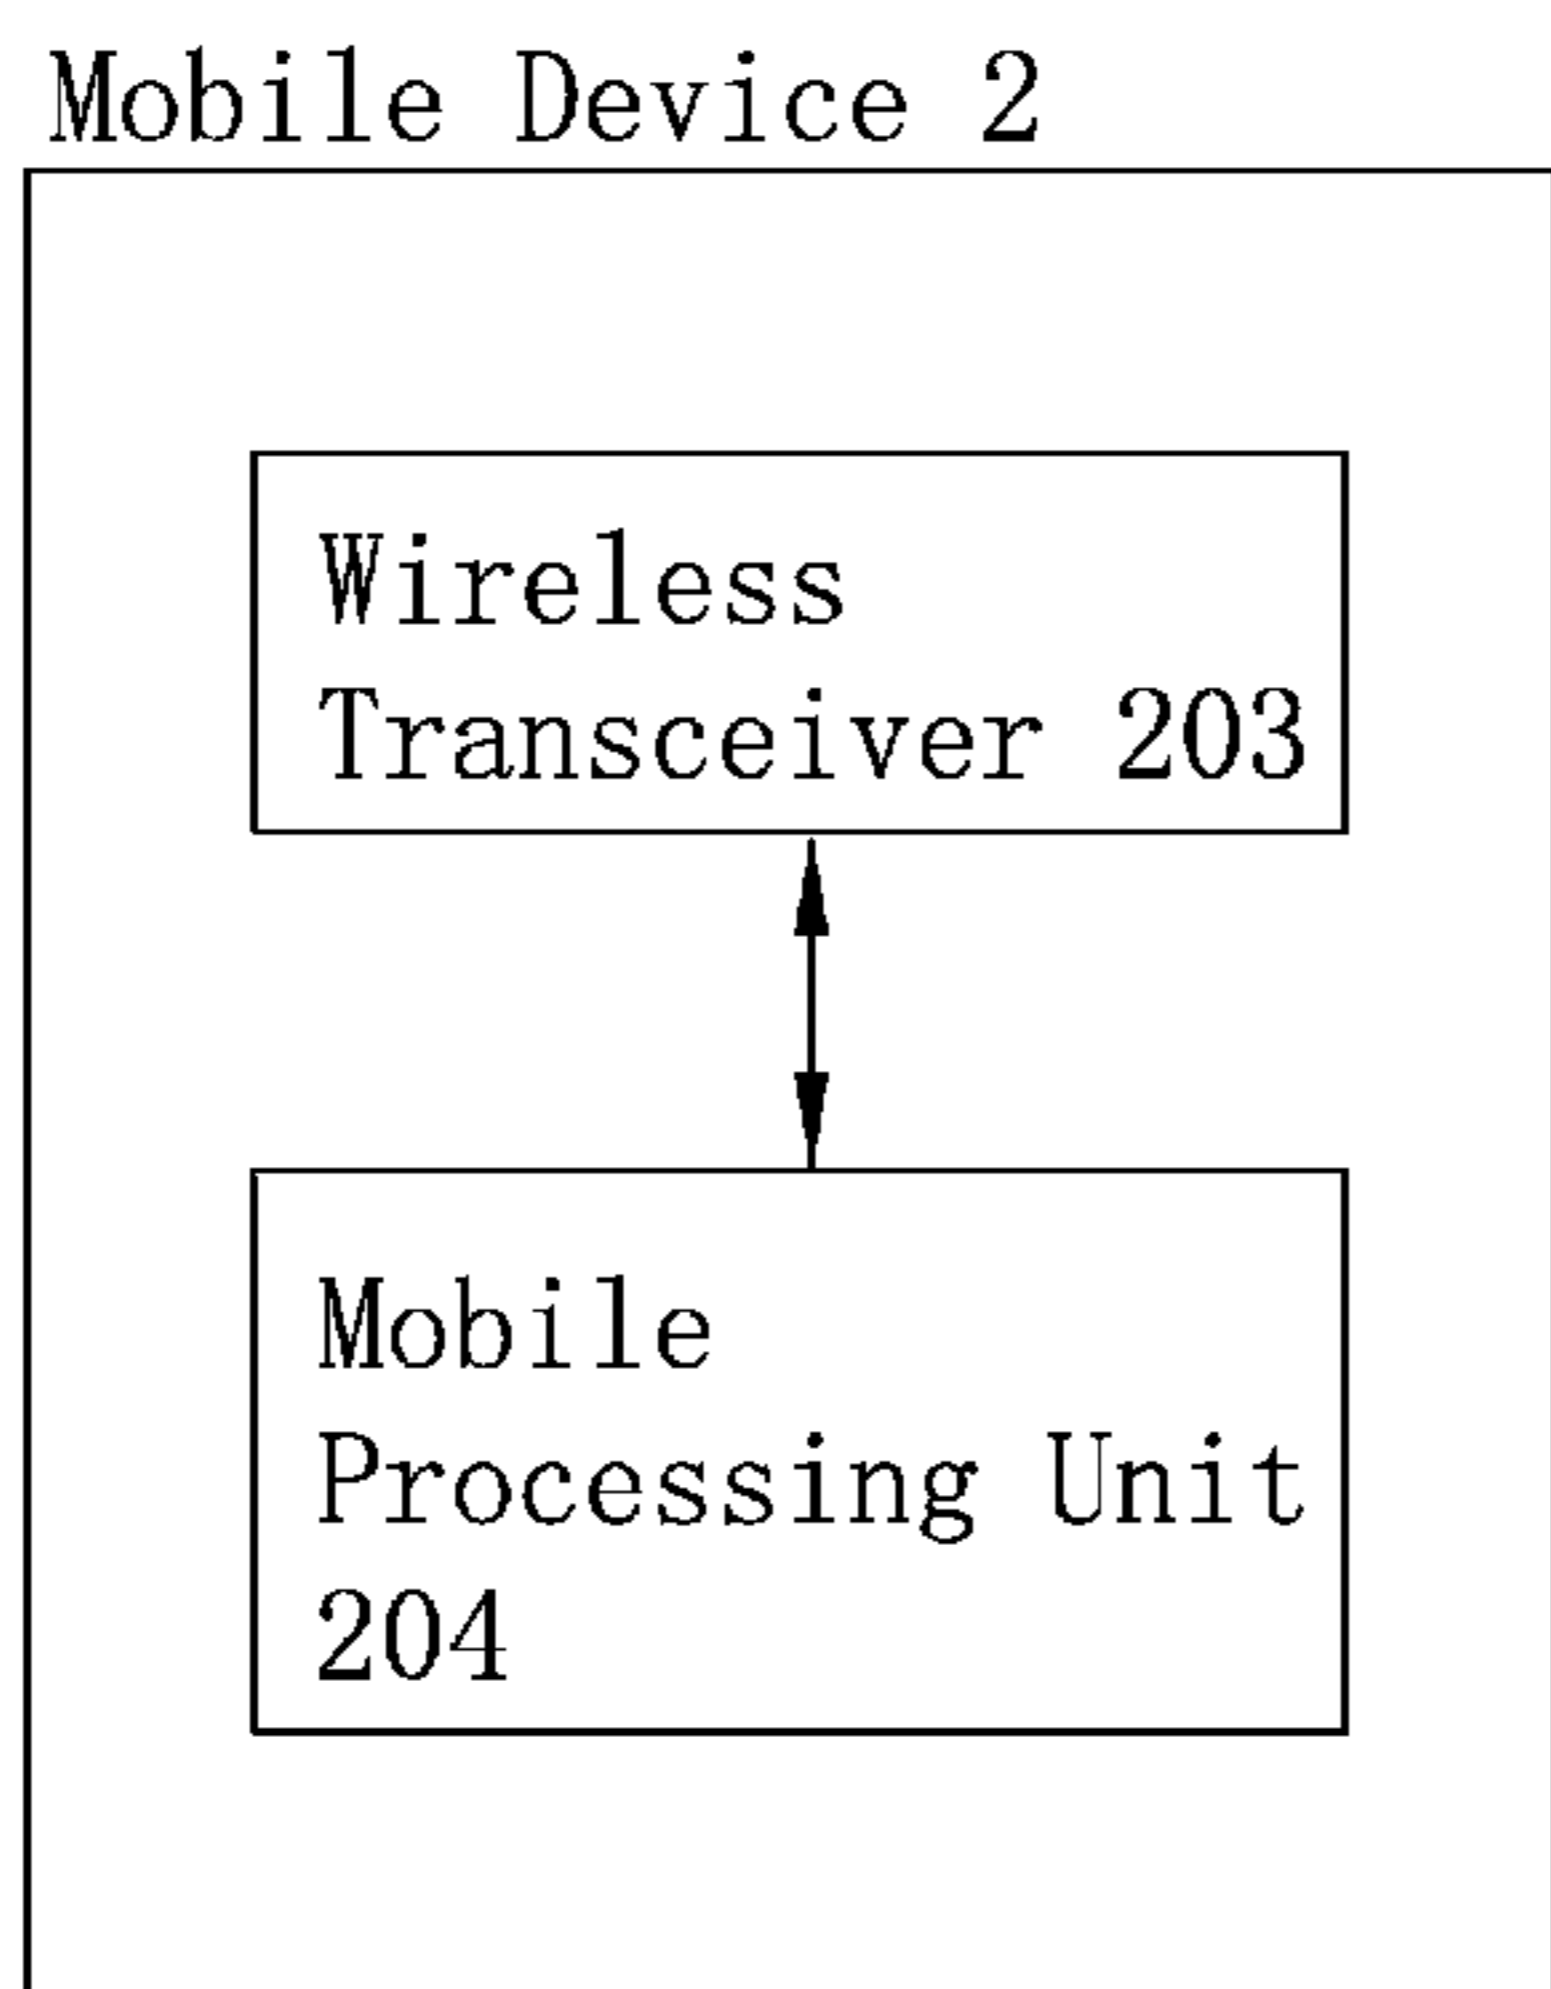 Mobile Device 2
Wireless
Transceiver 203
Mobile
Processing Unit
204